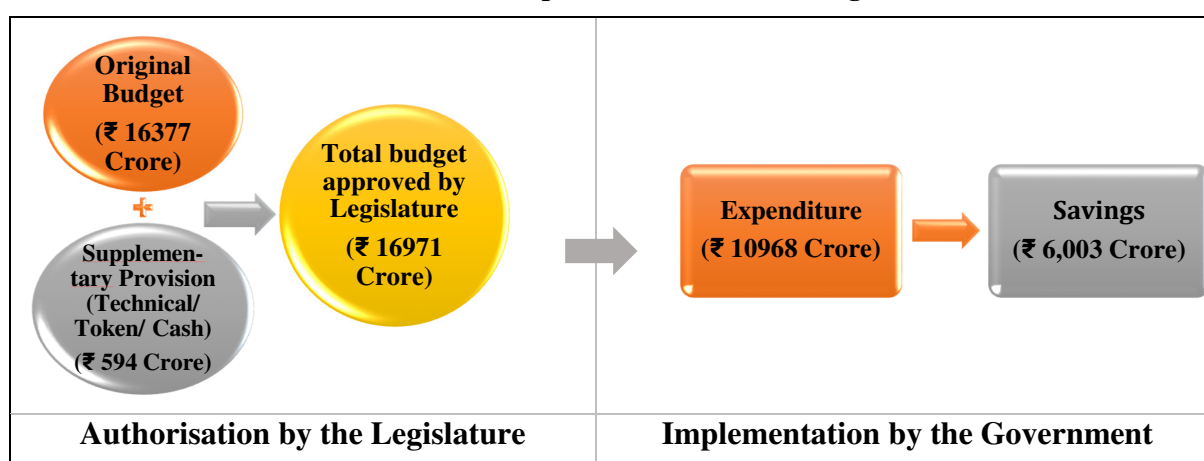 Original
Budget
(₹ 16377
Crore)
+
Supplemen-
tary Provision
(Technical/
Token/ Cash)
(₹ 594 Crore)
Total budget
approved by
Legislature
(₹ 16971
Crore)
Expenditure
(₹ 10968 Crore)
Savings
(₹ 6,003 Crore)
Authorisation by the Legislature
Implementation by the Government